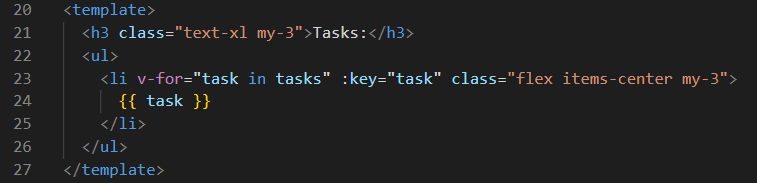 20 <template>
21   <h3 class="text-xl my-3">Tasks:</h3>
22   <ul>
23     <li v-for="task in tasks" :key="task" class="flex items-center my-3">
24       {{ task }}
25     </li>
26   </ul>
27 </template>